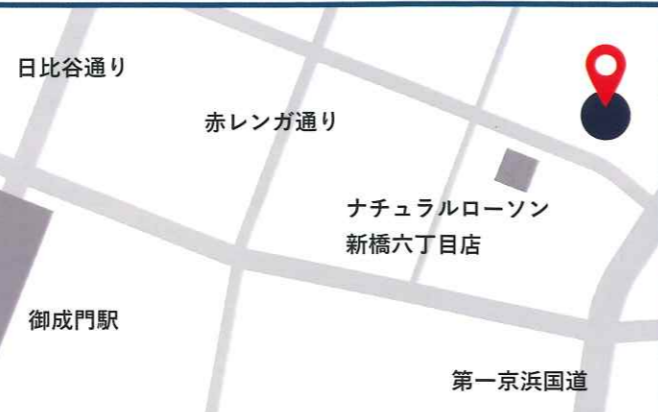 日比谷通り
赤レンガ通り
ナチュラルローソン
新橋六丁目店
御成門駅
第一京浜国道